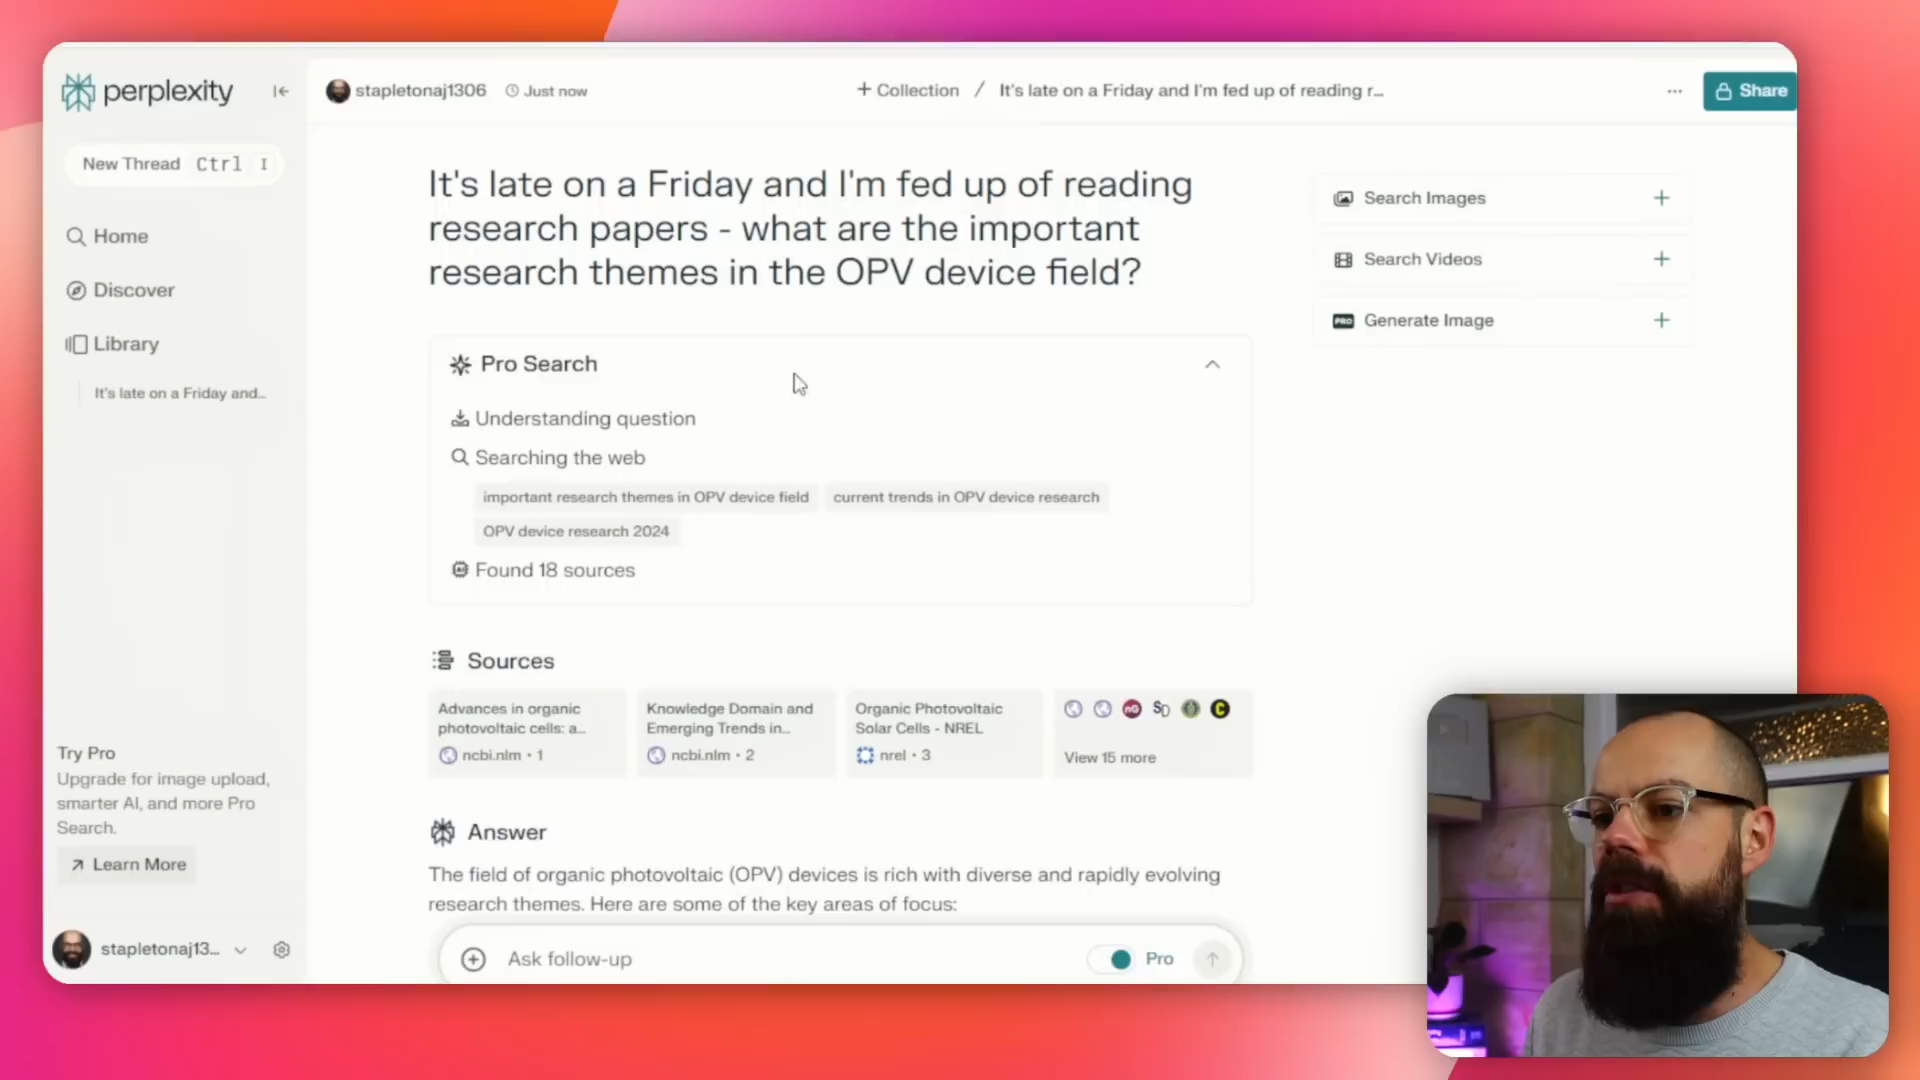 perplexity
stapletonaj1306
Just now
+ Collection / It's late on a Friday and I'm fed up of reading r...
Share
New Thread Ctrl I
Home
Discover
Library
It's late on a Friday and...
It's late on a Friday and I'm fed up of reading
research papers - what are the important
research themes in the OPV device field?
Search Images
Search Videos
PRO Generate Image
Pro Search
Understanding question
Searching the web
important research themes in OPV device field
current trends in OPV device research
OPV device research 2024
Found 18 sources
Sources
Advances in organic
photovoltaic cells: a...
ncbi.nlm · 1
Knowledge Domain and
Emerging Trends in...
ncbi.nlm · 2
Organic Photovoltaic
Solar Cells - NREL
nrel · 3
nG SD C
View 15 more
Answer
The field of organic photovoltaic (OPV) devices is rich with diverse and rapidly evolving
research themes. Here are some of the key areas of focus:
Try Pro
Upgrade for image upload,
smarter AI, and more Pro
Search.
Learn More
stapletonaj13...
Ask follow-up
Pro